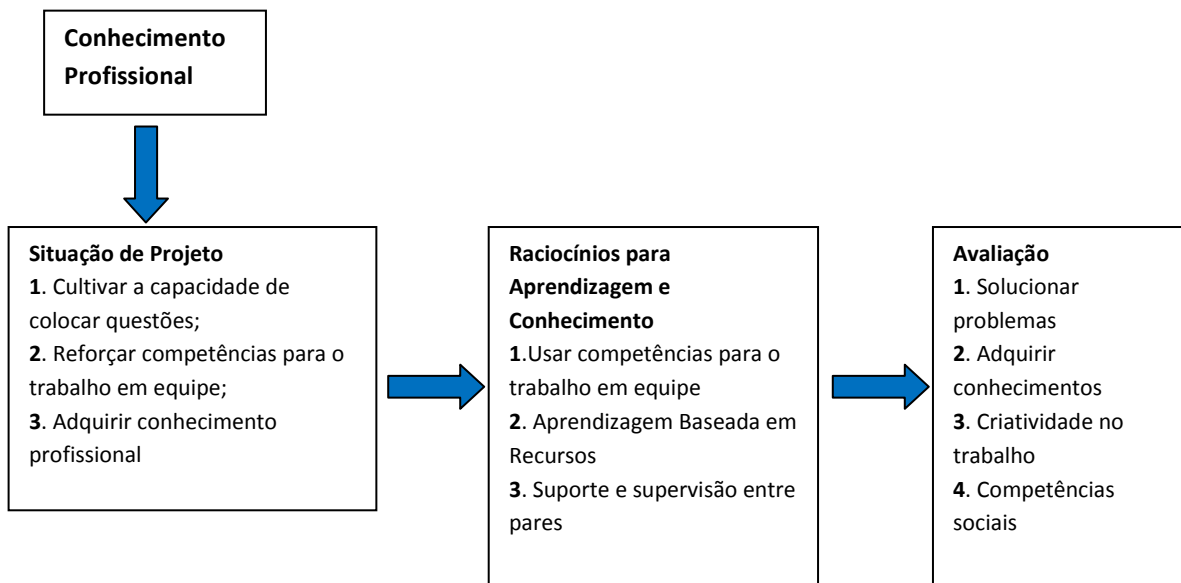 Conhecimento
Profissional
Situação de Projeto
1. Cultivar a capacidade de
colocar questões;
2. Reforçar competências para o
trabalho em equipe;
3. Adquirir conhecimento
profissional
Raciocínios para
Aprendizagem e
Conhecimento
1.Usar competências para o
trabalho em equipe
2. Aprendizagem Baseada em
Recursos
3. Suporte e supervisão entre
pares
Avaliação
1. Solucionar
problemas
2. Adquirir
conhecimentos
3. Criatividade no
trabalho
4. Competências
sociais